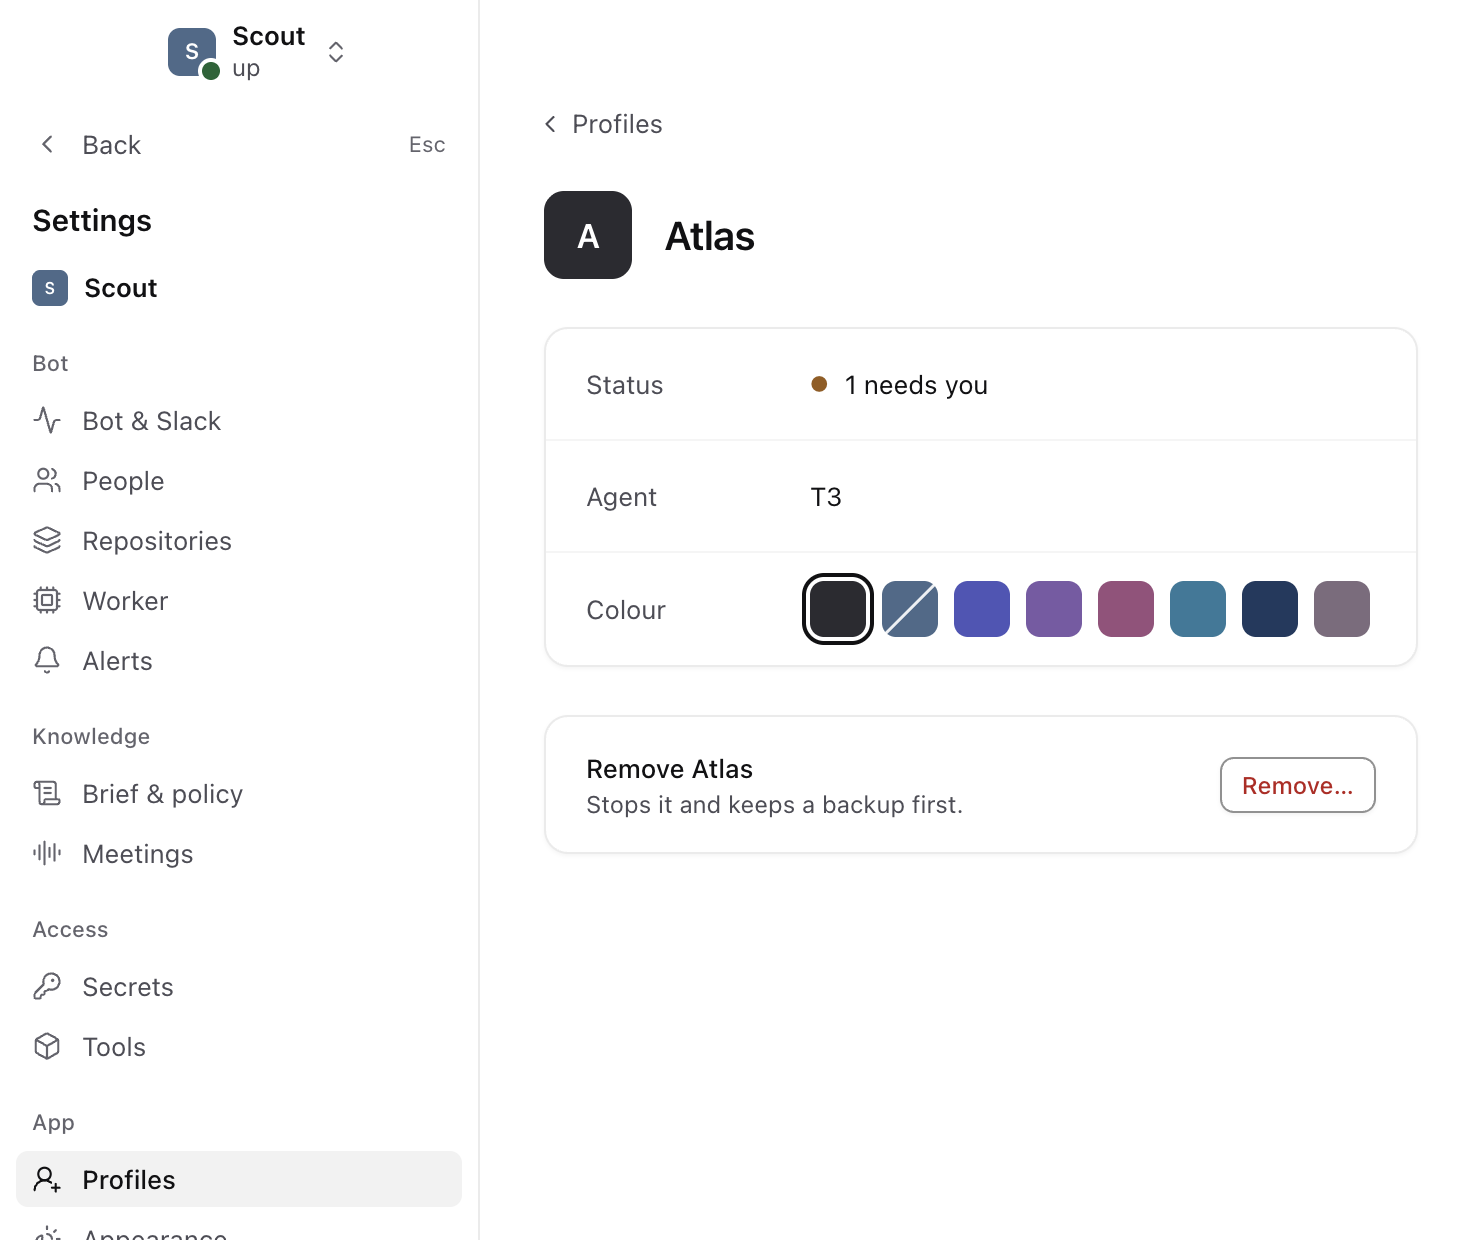 S
Scout
up
Back
Esc
Settings
S
Scout
Bot
Bot & Slack
People
Repositories
Worker
Alerts
Knowledge
Brief & policy
Meetings
Access
Secrets
Tools
App
Profiles
Appearance
Profiles
A
Atlas
Status
1 needs you
Agent
T3
Colour
Remove Atlas
Stops it and keeps a backup first.
Remove...